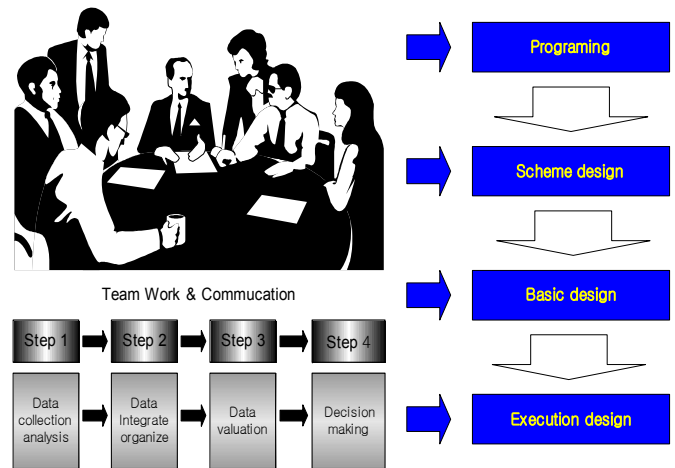 Programing
Scheme design
Basic design
Execution design
Team Work & Commucation
Step 1
Step 2
Step 3
Step 4
Data
collection
analysis
Data
Integrate
organize
Data
valuation
Decision
making